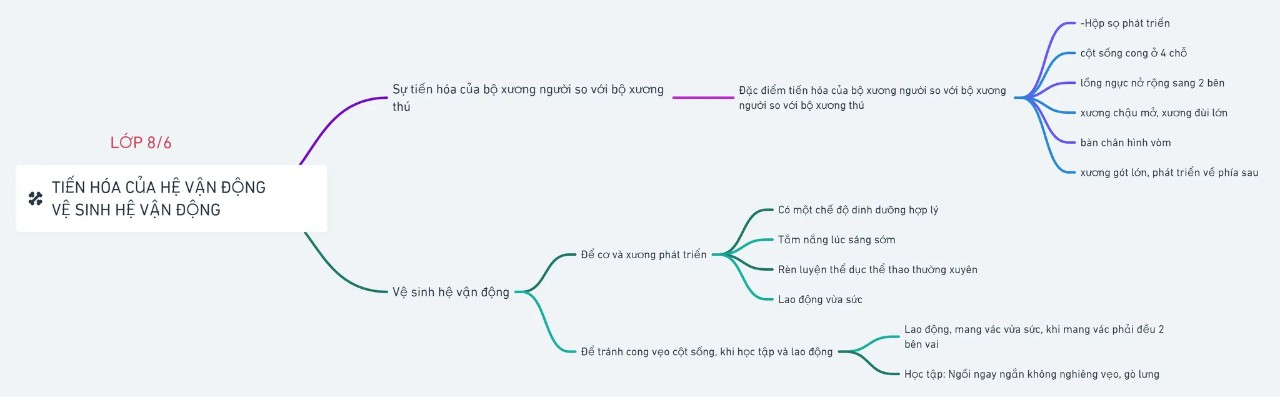 LỚP 8/6
TIẾN HÓA CỦA HỆ VẬN ĐỘNG
VỆ SINH HỆ VẬN ĐỘNG
Sự tiến hóa của bộ xương người so với bộ xương
thú
Đặc điểm tiến hóa của bộ xương người so với bộ xương
người so với bộ xương thú
-Hộp sọ phát triển
cột sống cong ở 4 chỗ
lồng ngực nở rộng sang 2 bên
xương chậu mở, xương đùi lớn
bàn chân hình vòm
xương gót lớn, phát triển về phía sau
Vệ sinh hệ vận động
Để cơ và xương phát triển
Có một chế độ dinh dưỡng hợp lý
Tắm nắng lúc sáng sớm
Rèn luyện thể dục thể thao thường xuyên
Lao động vừa sức
Để tránh cong vẹo cột sống, khi học tập và lao động
Lao động, mang vác vừa sức, khi mang vác phải đều 2
bên vai
Học tập: Ngồi ngay ngắn không nghiêng vẹo, gò lưng